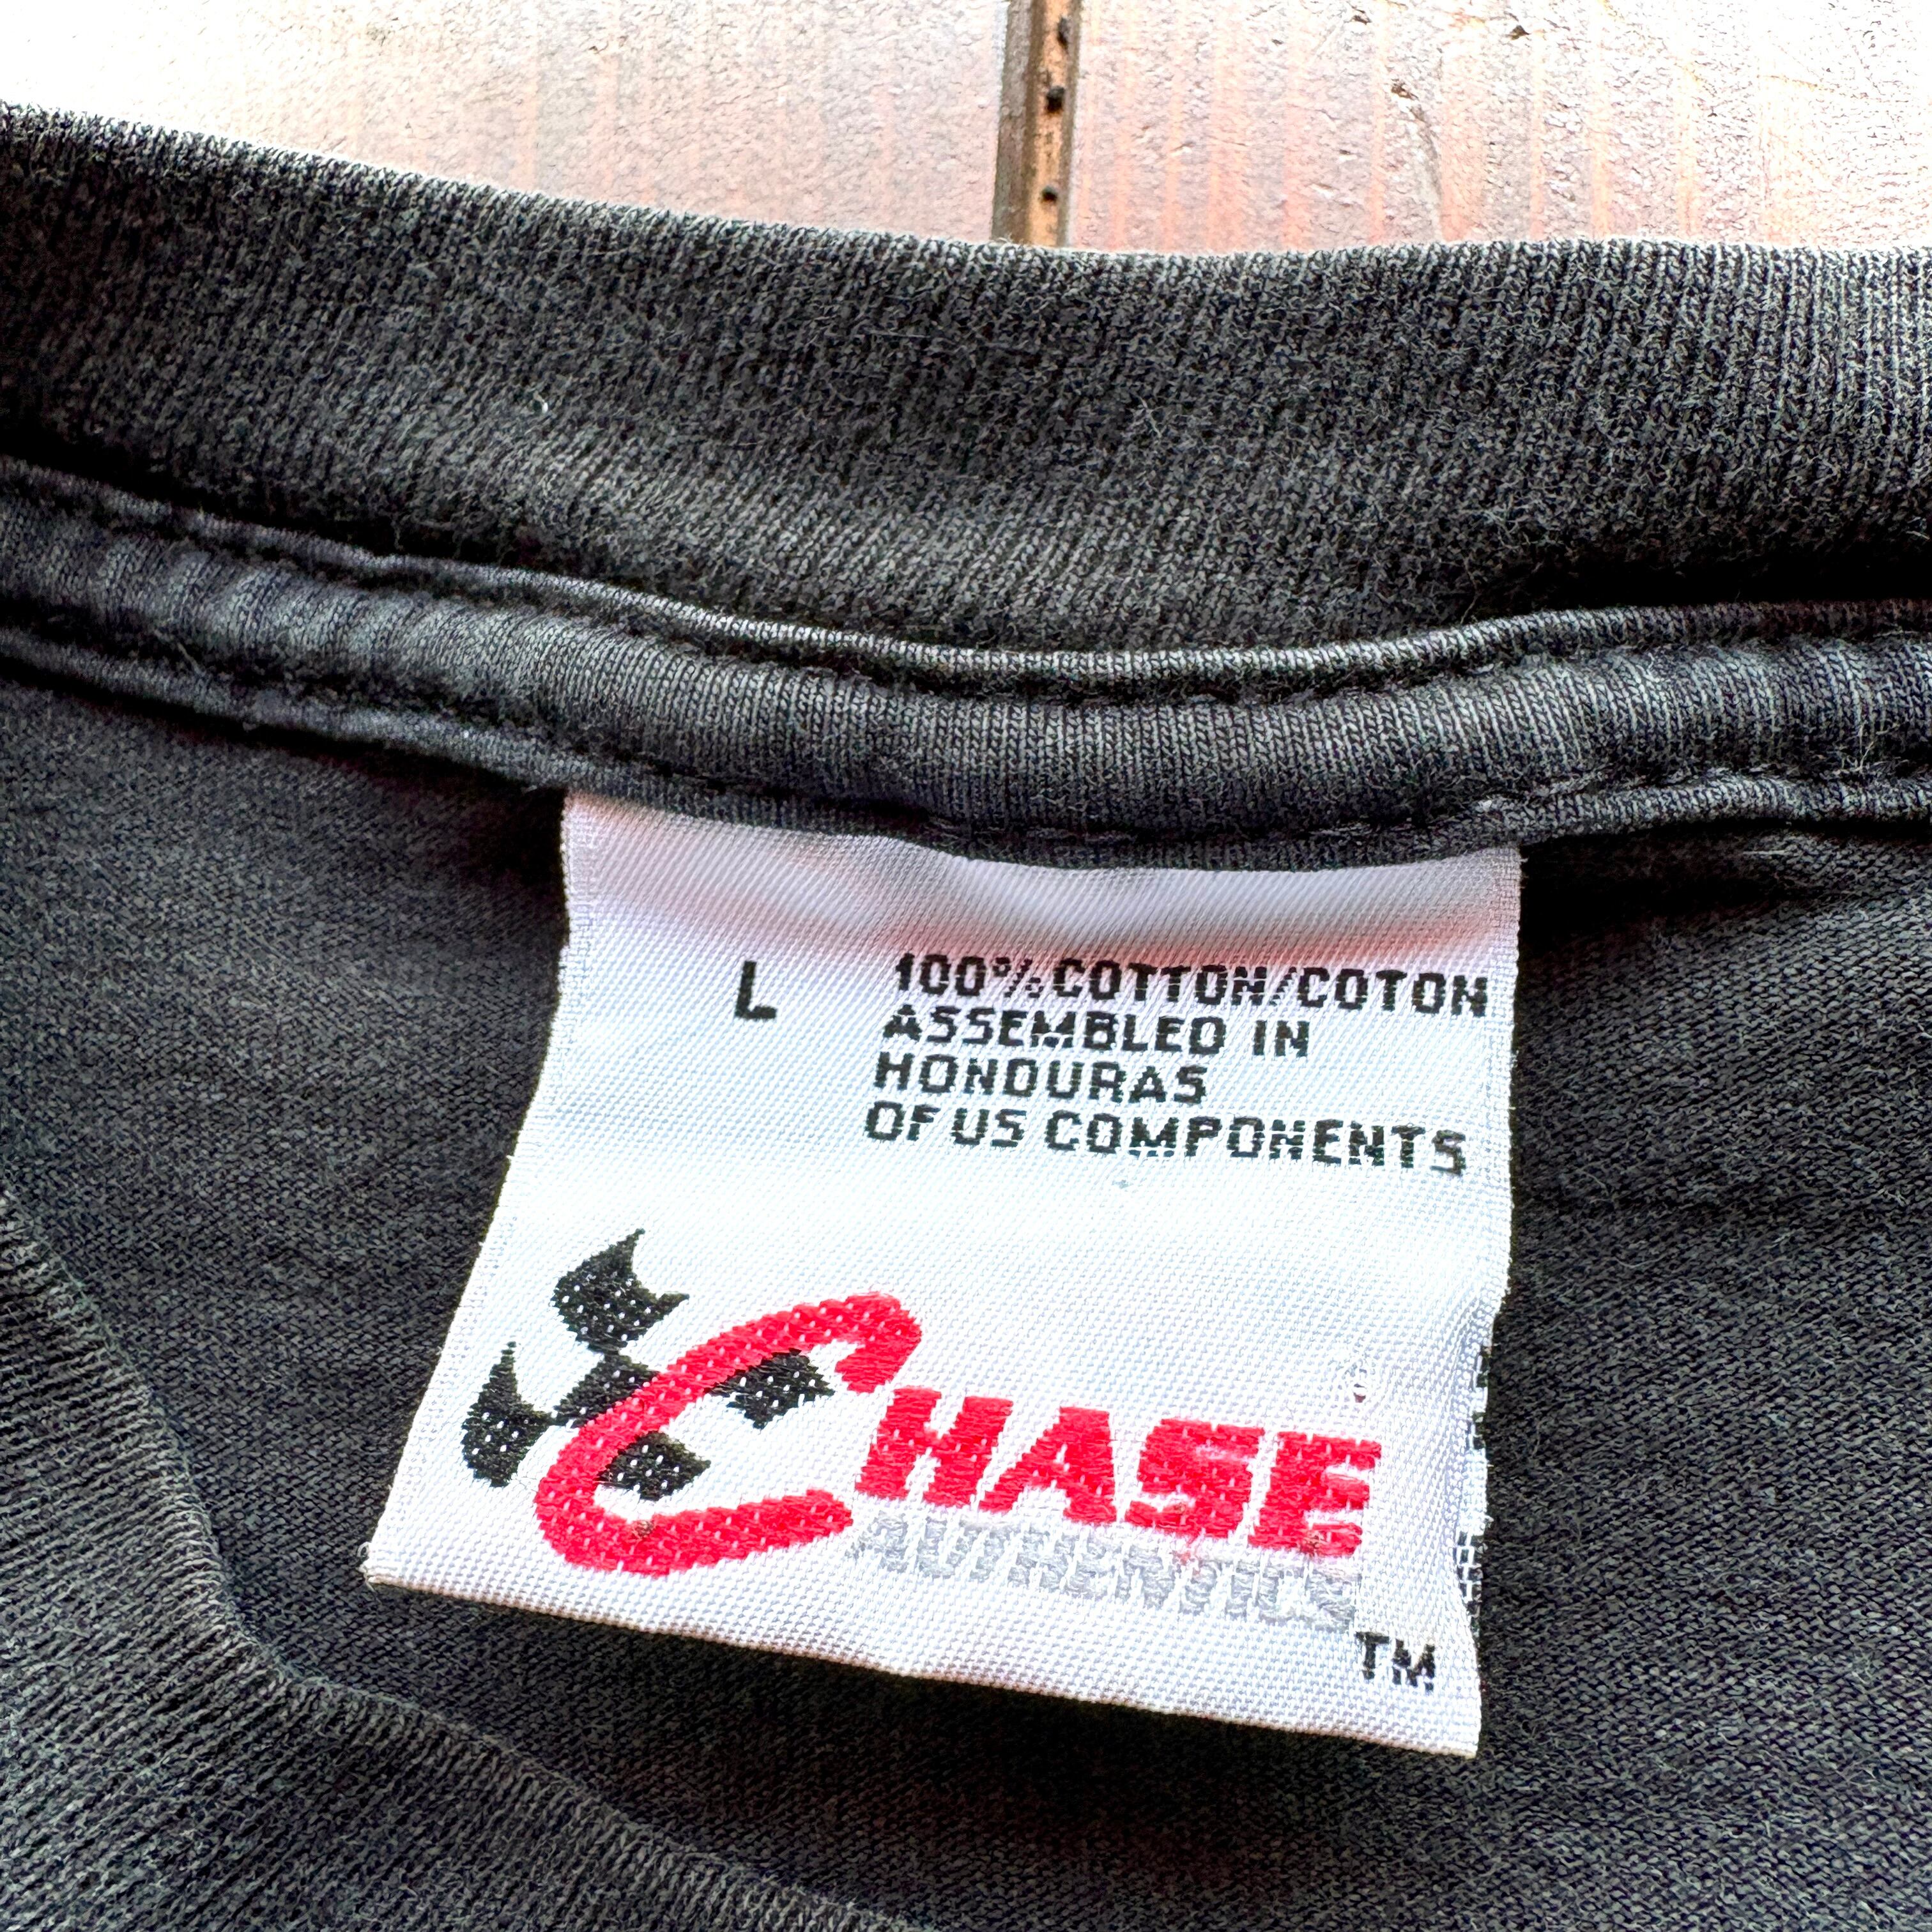 L
100% COTTON/COTON
ASSEMBLED IN
HONDURAS
OF US COMPONENTS
CHASE
AUTHENTICS
TM